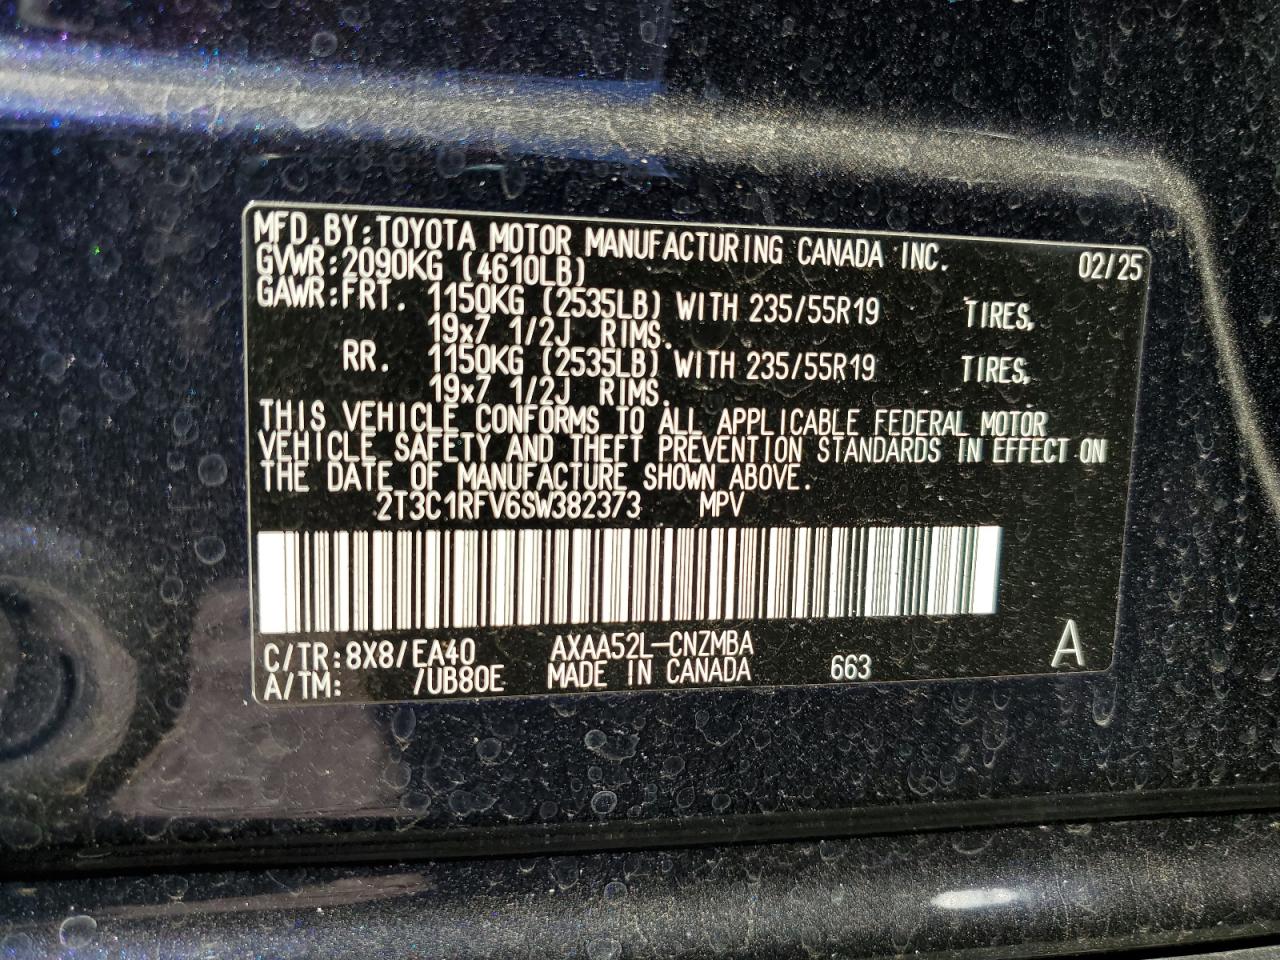 MFD. BY: TOYOTA MOTOR MANUFACTURING CANADA INC. 02/25
GVWR: 2090KG (4610LB)
GAWR: FRT. 1150KG (2535LB) WITH 235/55R19 TIRES,
19x7 1/2J RIMS.
RR. 1150KG (2535LB) WITH 235/55R19 TIRES,
19x7 1/2J RIMS.
THIS VEHICLE CONFORMS TO ALL APPLICABLE FEDERAL MOTOR
VEHICLE SAFETY AND THEFT PREVENTION STANDARDS IN EFFECT ON
THE DATE OF MANUFACTURE SHOWN ABOVE.
2T3C1RFV6SW382373 MPV
C/TR: 8X8/EA40 AXAA52L-CNZMBA
A/TM: /UB80E MADE IN CANADA 663 A